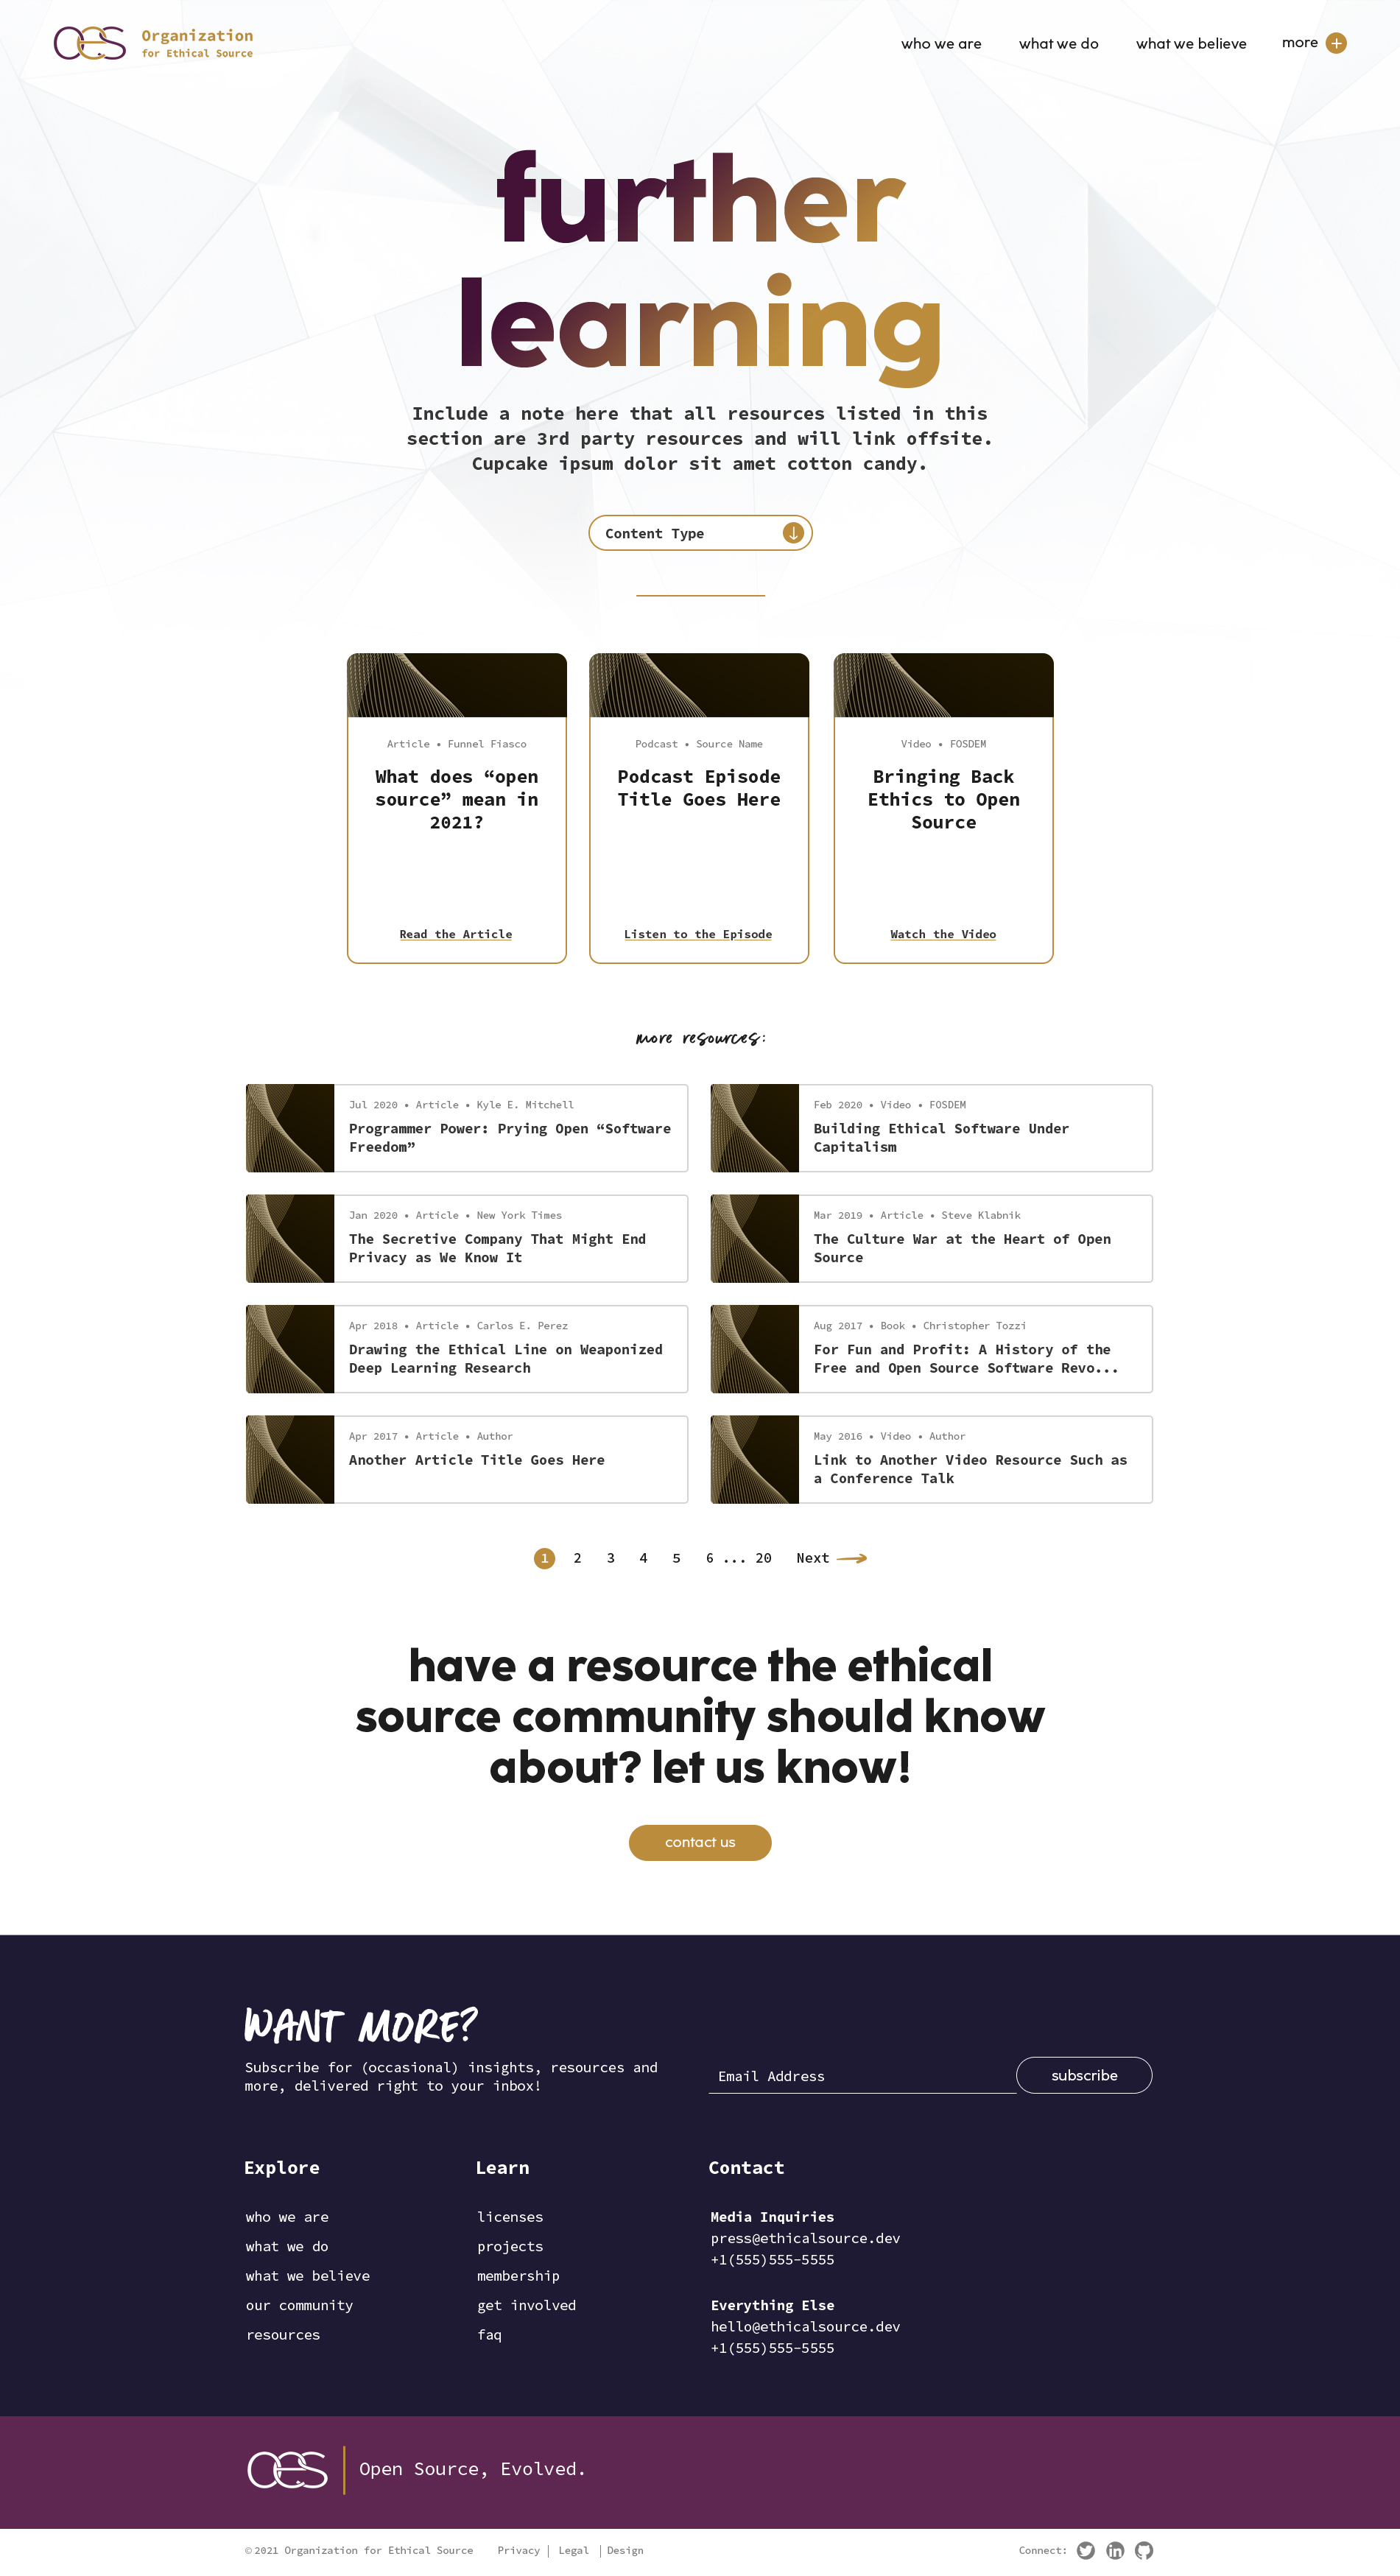 oes Organization
for Ethical Source
who we are what we do what we believe more
further
learning
Include a note here that all resources listed in this
section are 3rd party resources and will link offsite.
Cupcake ipsum dolor sit amet cotton candy.
Content Type
Article • Funnel Fiasco
What does “open
source” mean in
2021?
Read the Article
Podcast • Source Name
Podcast Episode
Title Goes Here
Listen to the Episode
Video • FOSDEM
Bringing Back
Ethics to Open
Source
Watch the Video
more resources:
Jul 2020 • Article • Kyle E. Mitchell
Programmer Power: Prying Open “Software
Freedom”
Feb 2020 • Video • FOSDEM
Building Ethical Software Under
Capitalism
Jan 2020 • Article • New York Times
The Secretive Company That Might End
Privacy as We Know It
Mar 2019 • Article • Steve Klabnik
The Culture War at the Heart of Open
Source
Apr 2018 • Article • Carlos E. Perez
Drawing the Ethical Line on Weaponized
Deep Learning Research
Aug 2017 • Book • Christopher Tozzi
For Fun and Profit: A History of the
Free and Open Source Software Revo...
Apr 2017 • Article • Author
Another Article Title Goes Here
May 2016 • Video • Author
Link to Another Video Resource Such as
a Conference Talk
1 2 3 4 5 6 ... 20 Next
have a resource the ethical
source community should know
about? let us know!
contact us
WANT MORE?
Subscribe for (occasional) insights, resources and
more, delivered right to your inbox!
Email Address
subscribe
Explore
who we are
what we do
what we believe
our community
resources
Learn
licenses
projects
membership
get involved
faq
Contact
Media Inquiries
press@ethicalsource.dev
+1(555)555-5555
Everything Else
hello@ethicalsource.dev
+1(555)555-5555
oes | Open Source, Evolved.
© 2021 Organization for Ethical Source Privacy | Legal | Design
Connect: